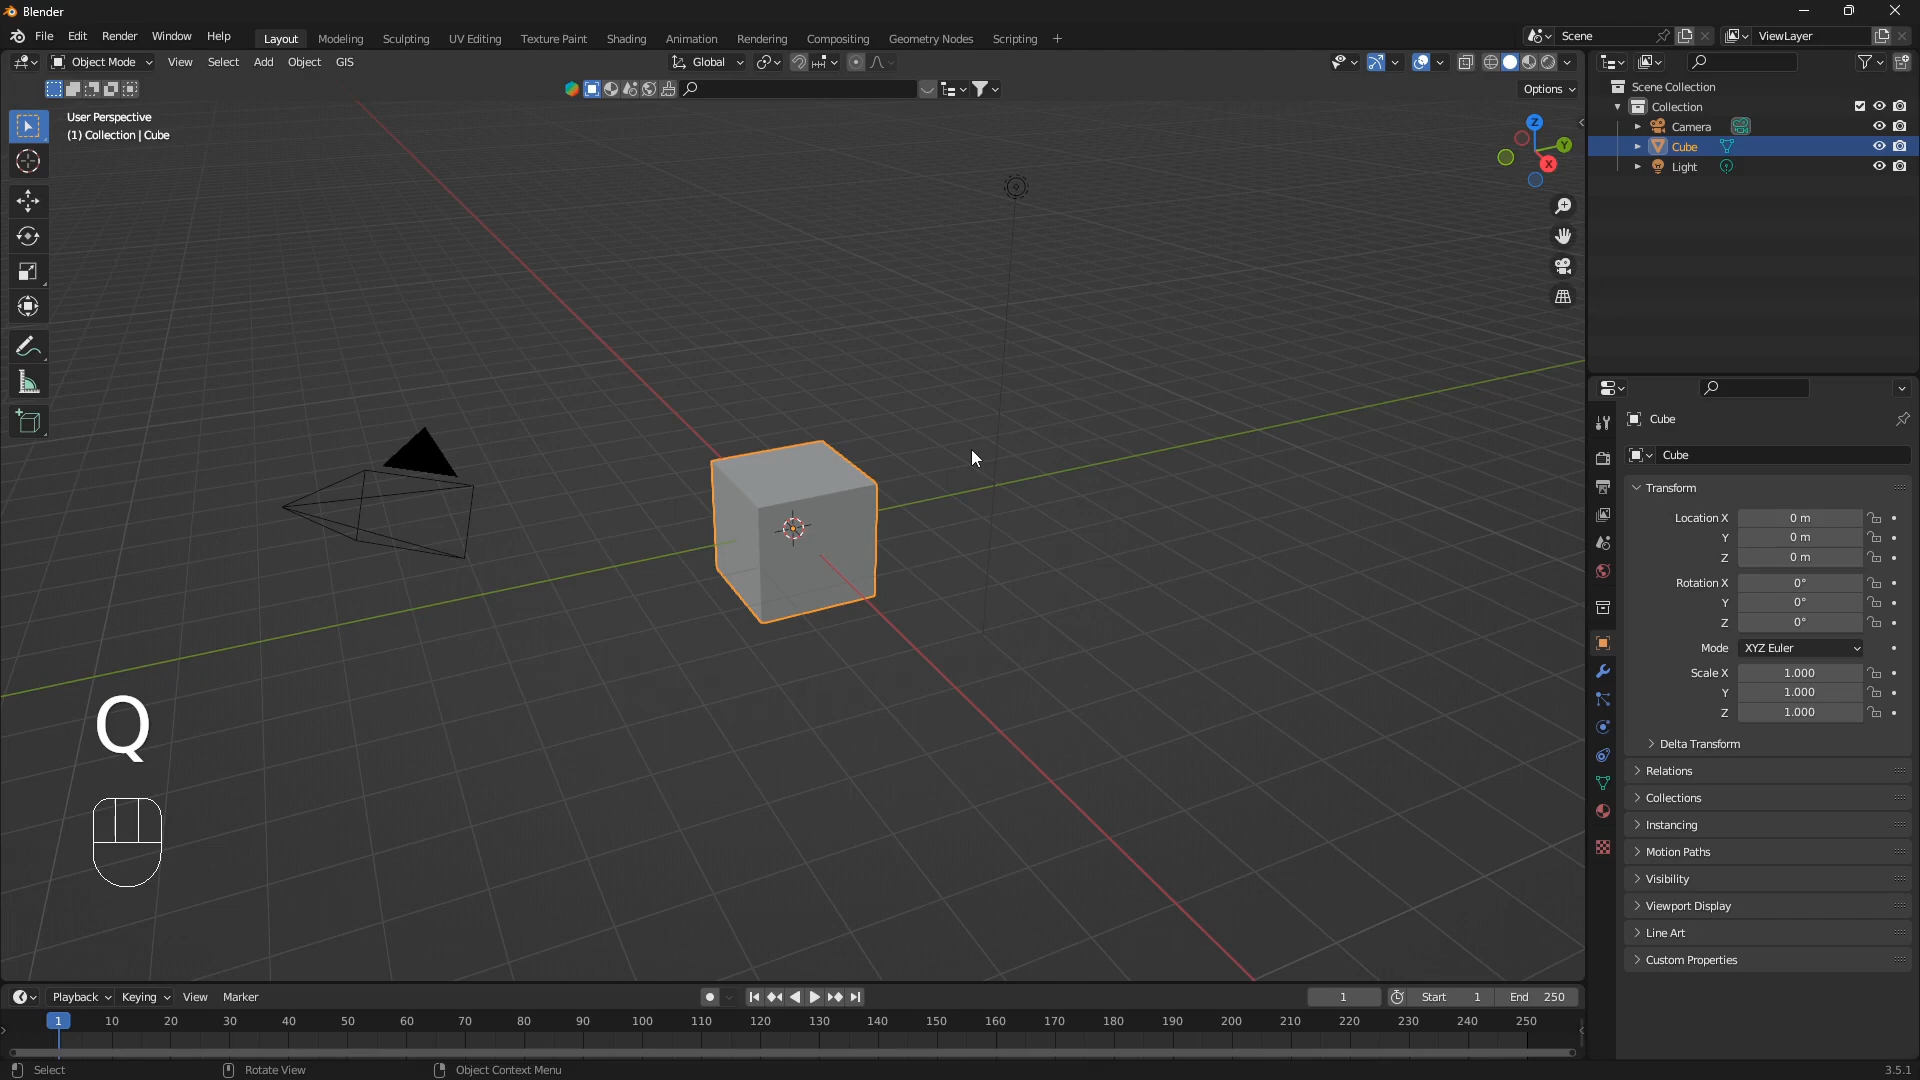 Blender
File Edit Render Window Help Layout Modeling Sculpting UV Editing Texture Paint Shading Animation Rendering Compositing Geometry Nodes Scripting + Scene ViewLayer
Object Mode View Select Add Object GIS Global
Options
User Perspective
(1) Collection | Cube
Z
Y
X
Scene Collection
Collection
Camera
Cube
Light
Cube
Cube
Transform
Location X 0 m
Y 0 m
Z 0 m
Rotation X 0°
Y 0°
Z 0°
Mode XYZ Euler
Scale X 1.000
Y 1.000
Z 1.000
Delta Transform
Relations
Collections
Instancing
Motion Paths
Visibility
Viewport Display
Line Art
Custom Properties
Q
Playback Keying View Marker 1 Start 1 End 250
1 10 20 30 40 50 60 70 80 90 100 110 120 130 140 150 160 170 180 190 200 210 220 230 240 250
Select Rotate View Object Context Menu 3.5.1